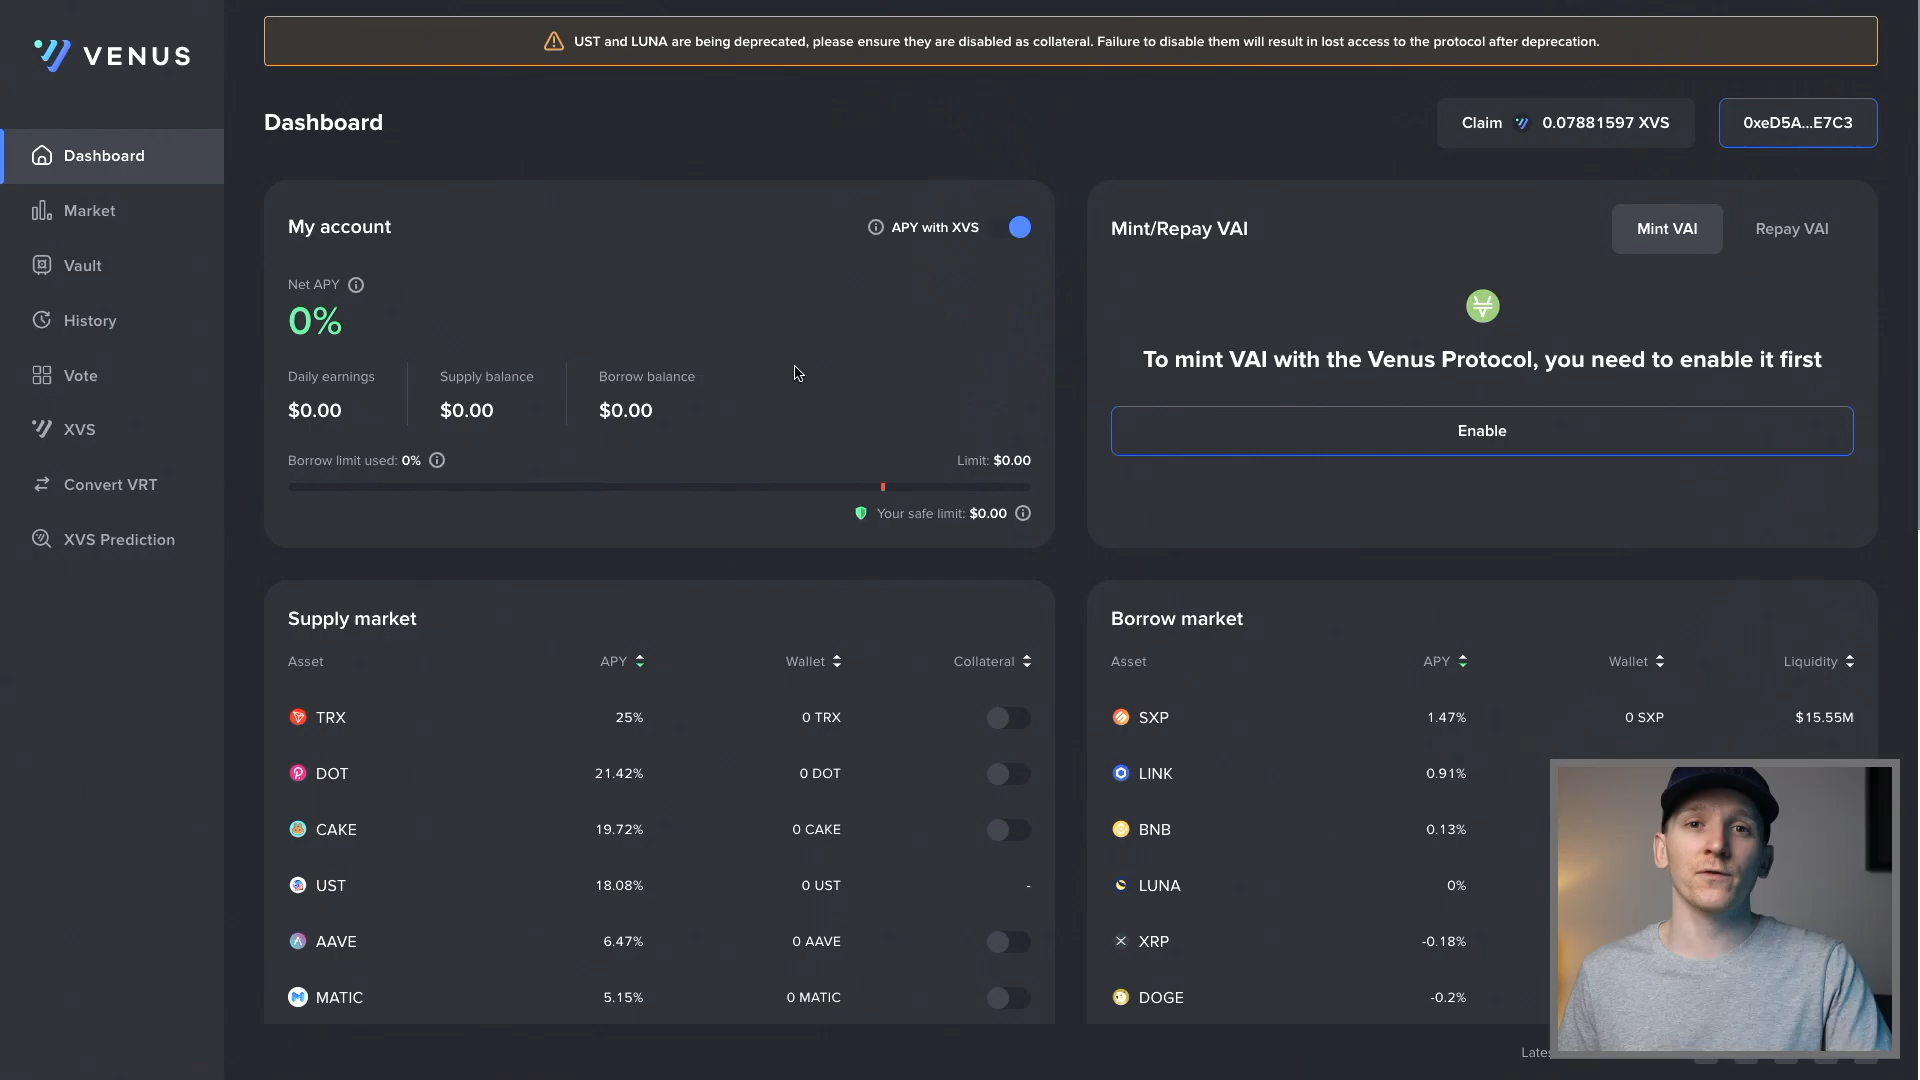 VENUS
UST and LUNA are being deprecated, please ensure they are disabled as collateral. Failure to disable them will result in lost access to the protocol after deprecation.
Dashboard
Claim 0.07881597 XVS
0xeD5A...E7C3
Dashboard
Market
Vault
History
Vote
XVS
Convert VRT
XVS Prediction
My account
APY with XVS
Net APY
0%
Daily earnings Supply balance Borrow balance
$0.00 $0.00 $0.00
Borrow limit used: 0% Limit: $0.00
Your safe limit: $0.00
Mint/Repay VAI
Mint VAI Repay VAI
To mint VAI with the Venus Protocol, you need to enable it first
Enable
Supply market
Asset APY Wallet Collateral
TRX 25% 0 TRX
DOT 21.42% 0 DOT
CAKE 19.72% 0 CAKE
UST 18.08% 0 UST -
AAVE 6.47% 0 AAVE
MATIC 5.15% 0 MATIC
Borrow market
Asset APY Wallet Liquidity
SXP 1.47% 0 SXP $15.55M
LINK 0.91%
BNB 0.13%
LUNA 0%
XRP -0.18%
DOGE -0.2%